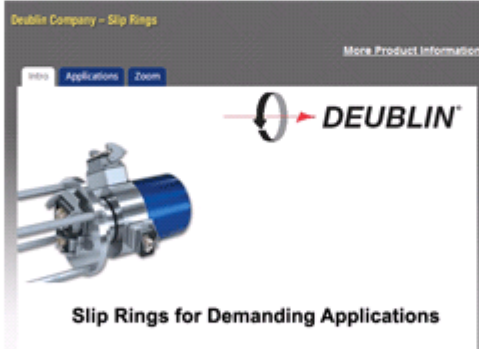 Deublin Company – Slip Rings
More Product Information
Intro Applications Zoom
DEUBLIN®
Slip Rings for Demanding Applications